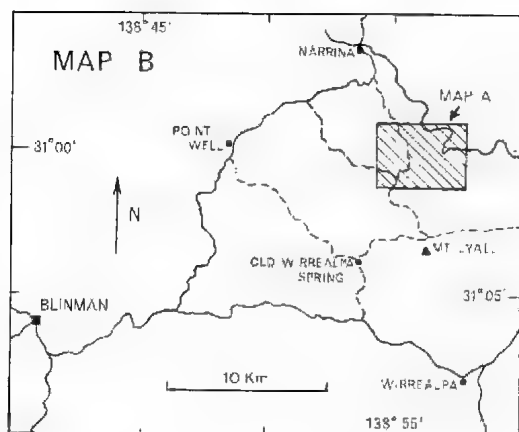 138°45'
MAP B
NARRINA
MAP A
POINT
WELL
31°00'
N
OLD WIRREALPA
SPRING
MT LYALL
BLINMAN
31°05'
10 Km
WIRREALPA
138°55'